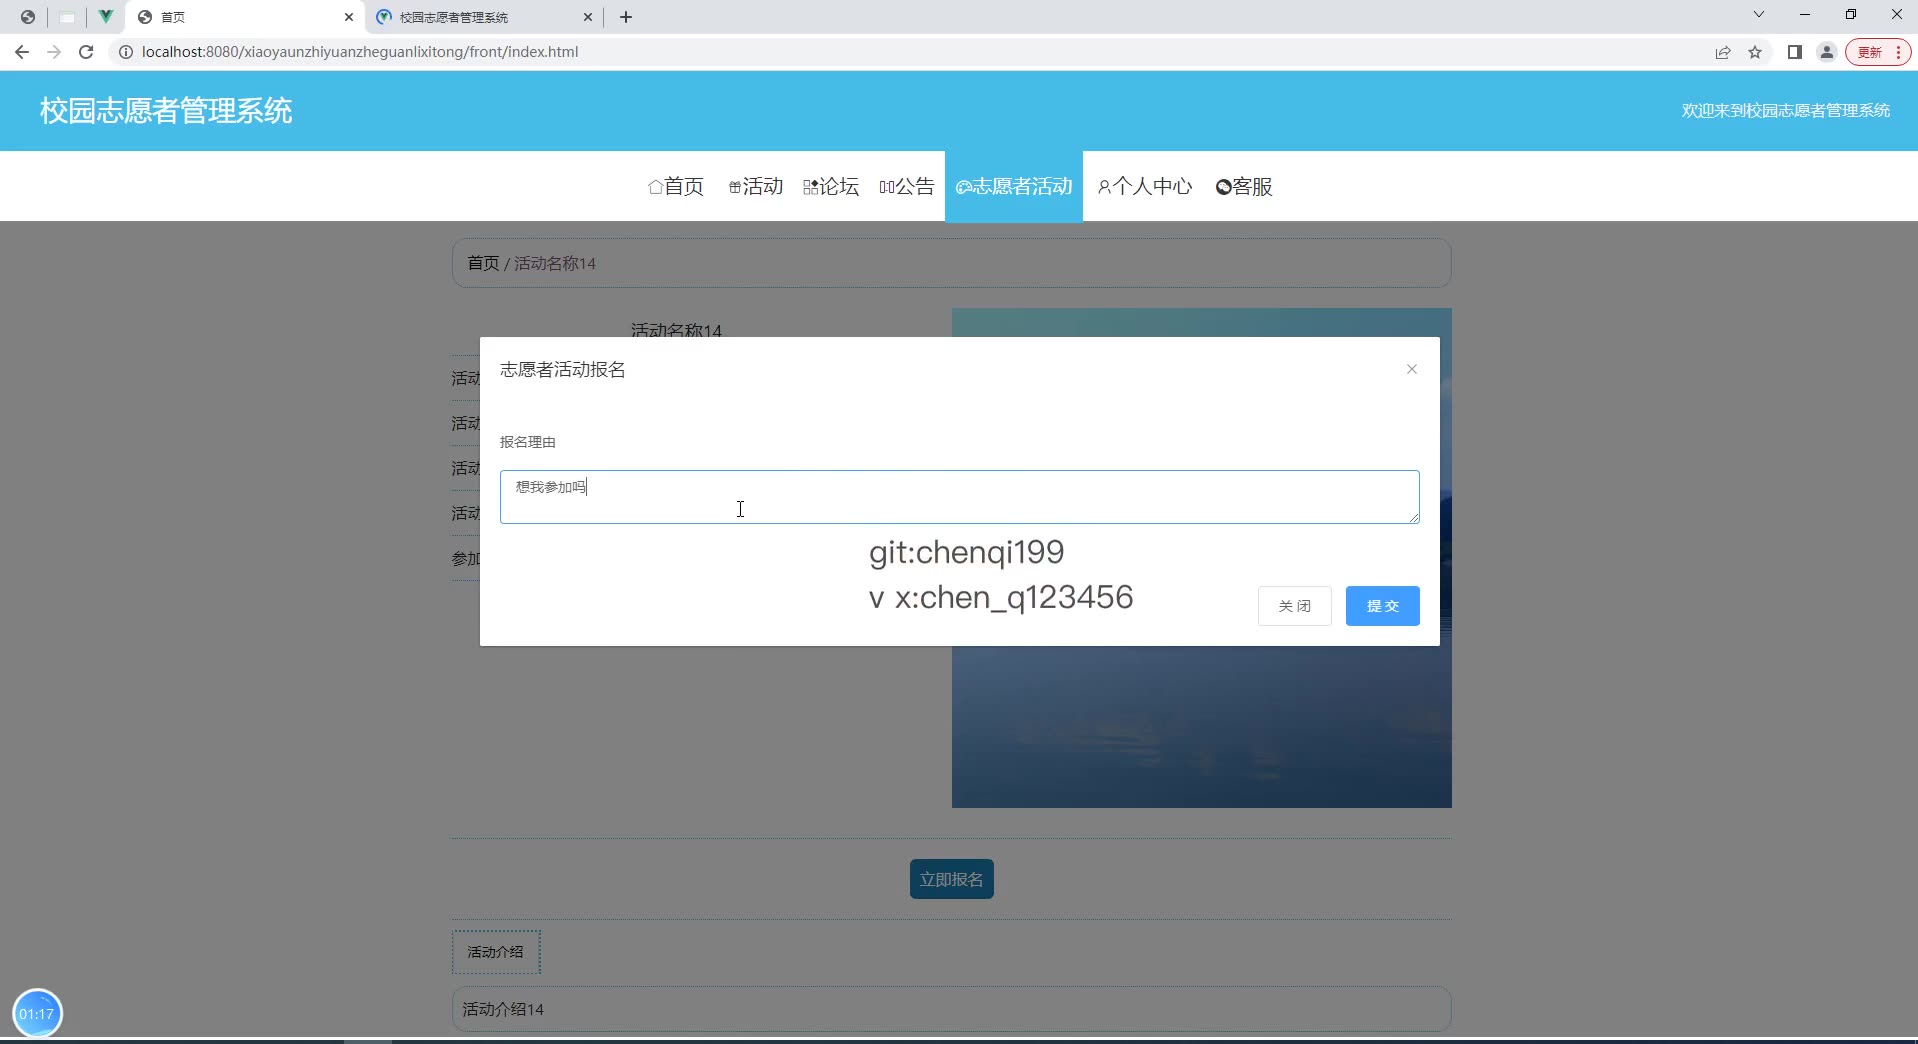 首页
校园志愿者管理系统
localhost:8080/xiaoyaunzhiyuanzheguanlixitong/front/index.html
更新
校园志愿者管理系统
欢迎来到校园志愿者管理系统
首页 活动 论坛 公告 志愿者活动 个人中心 客服
首页 / 活动名称14
活动名称14
志愿者活动报名
活动
报名理由
活动
活动
想我参加吗
活动
参加
git:chenqi199
v x:chen_q123456
关闭 提交
立即报名
活动介绍
活动介绍14
01:17